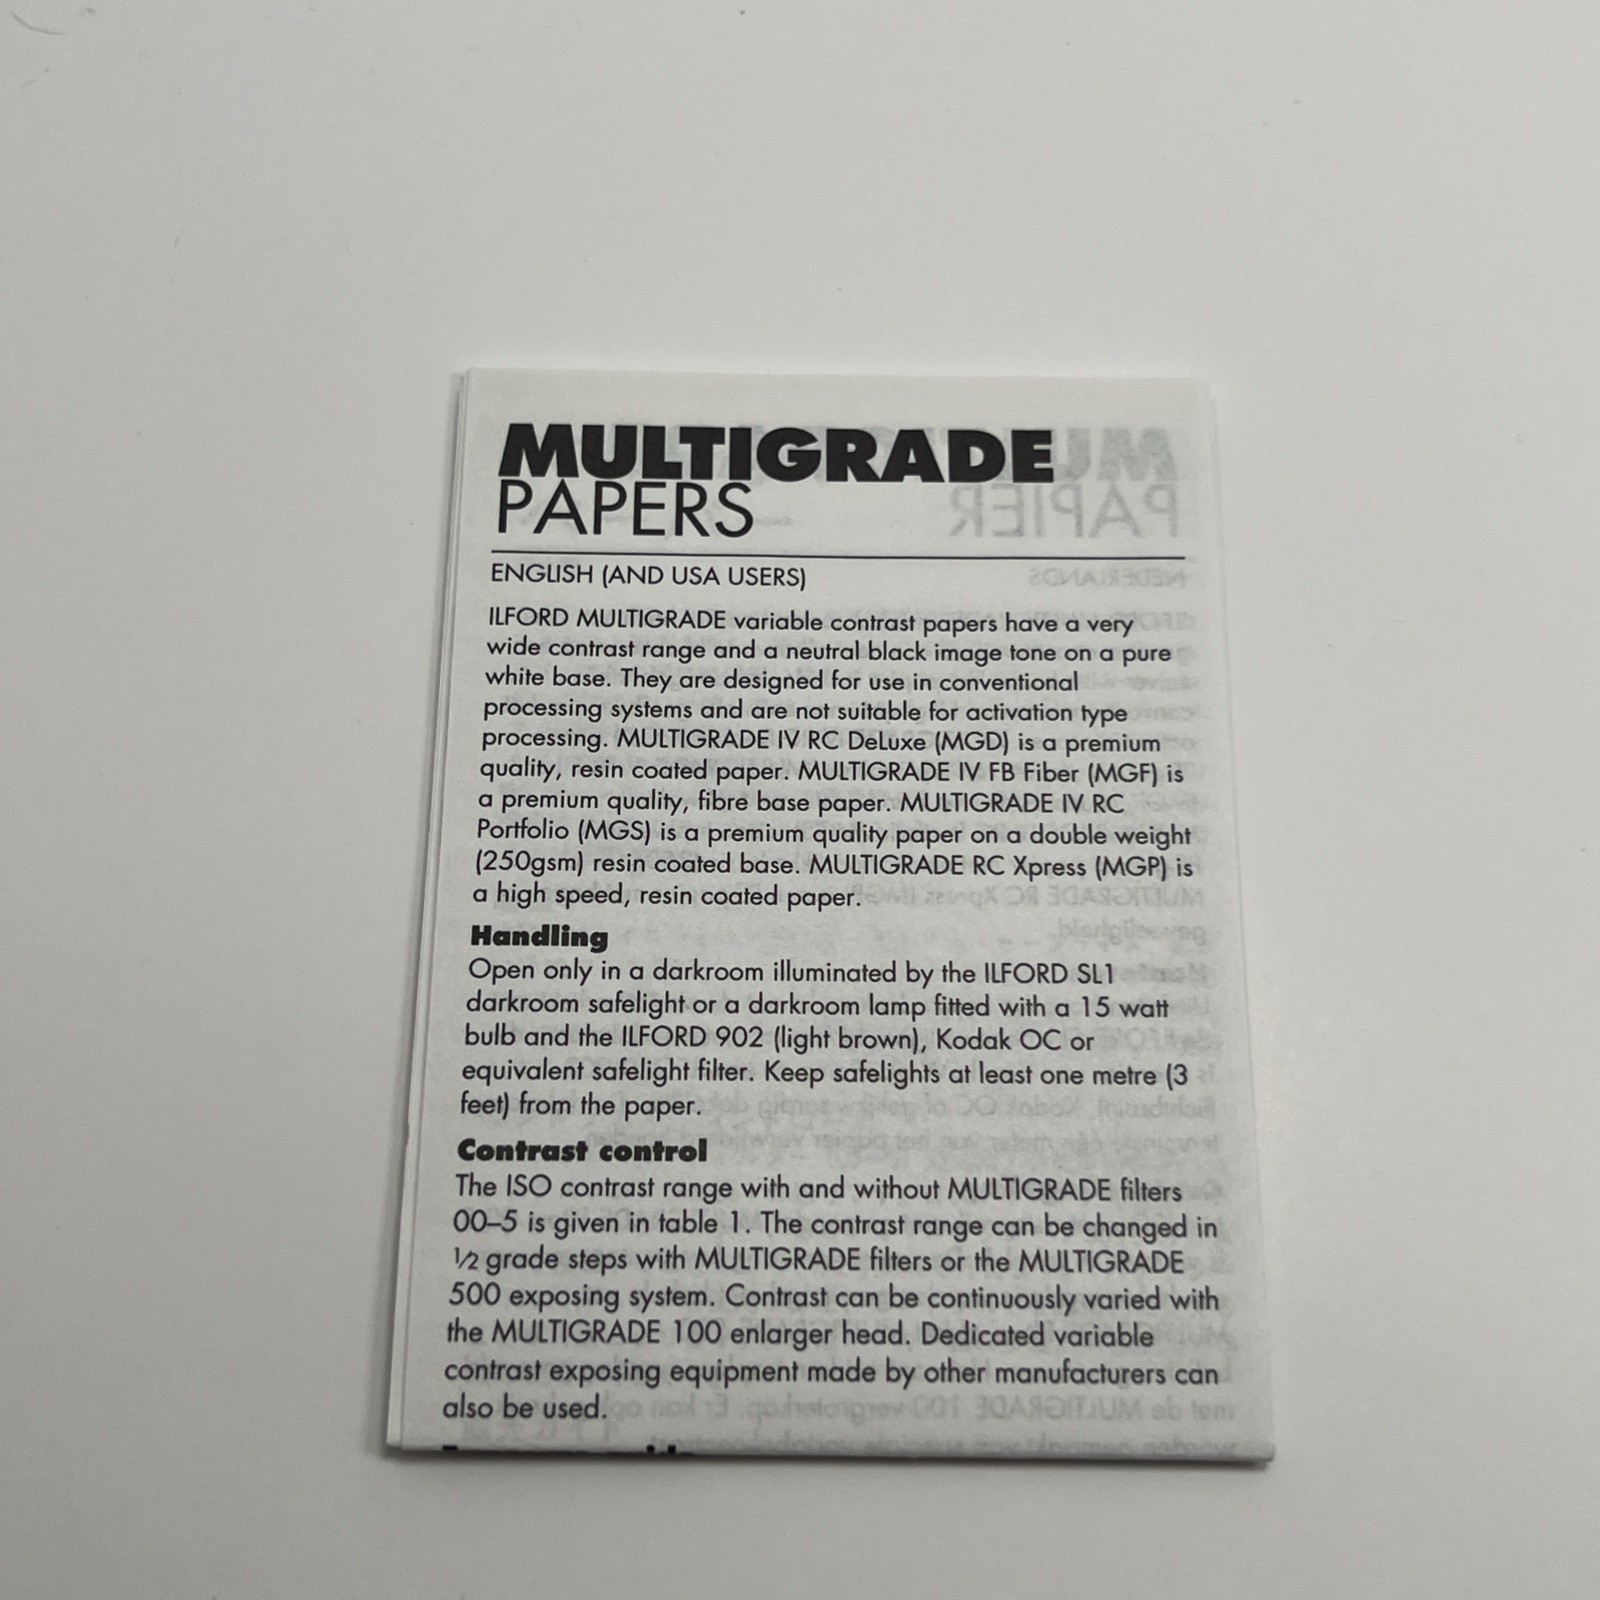 MULTIGRADE
PAPERS
ENGLISH (AND USA USERS)
ILFORD MULTIGRADE variable contrast papers have a very
wide contrast range and a neutral black image tone on a pure
white base. They are designed for use in conventional
processing systems and are not suitable for activation type
processing. MULTIGRADE IV RC DeLuxe (MGD) is a premium
quality, resin coated paper. MULTIGRADE IV FB Fiber (MGF) is
a premium quality, fibre base paper. MULTIGRADE IV RC
Portfolio (MGS) is a premium quality paper on a double weight
(250gsm) resin coated base. MULTIGRADE RC Xpress (MGP) is
a high speed, resin coated paper.
Handling
Open only in a darkroom illuminated by the ILFORD SL1
darkroom safelight or a darkroom lamp fitted with a 15 watt
bulb and the ILFORD 902 (light brown), Kodak OC or
equivalent safelight filter. Keep safelights at least one metre (3
feet) from the paper.
Contrast control
The ISO contrast range with and without MULTIGRADE filters
00–5 is given in table 1. The contrast range can be changed in
½ grade steps with MULTIGRADE filters or the MULTIGRADE
500 exposing system. Contrast can be continuously varied with
the MULTIGRADE 100 enlarger head. Dedicated variable
contrast exposing equipment made by other manufacturers can
also be used.